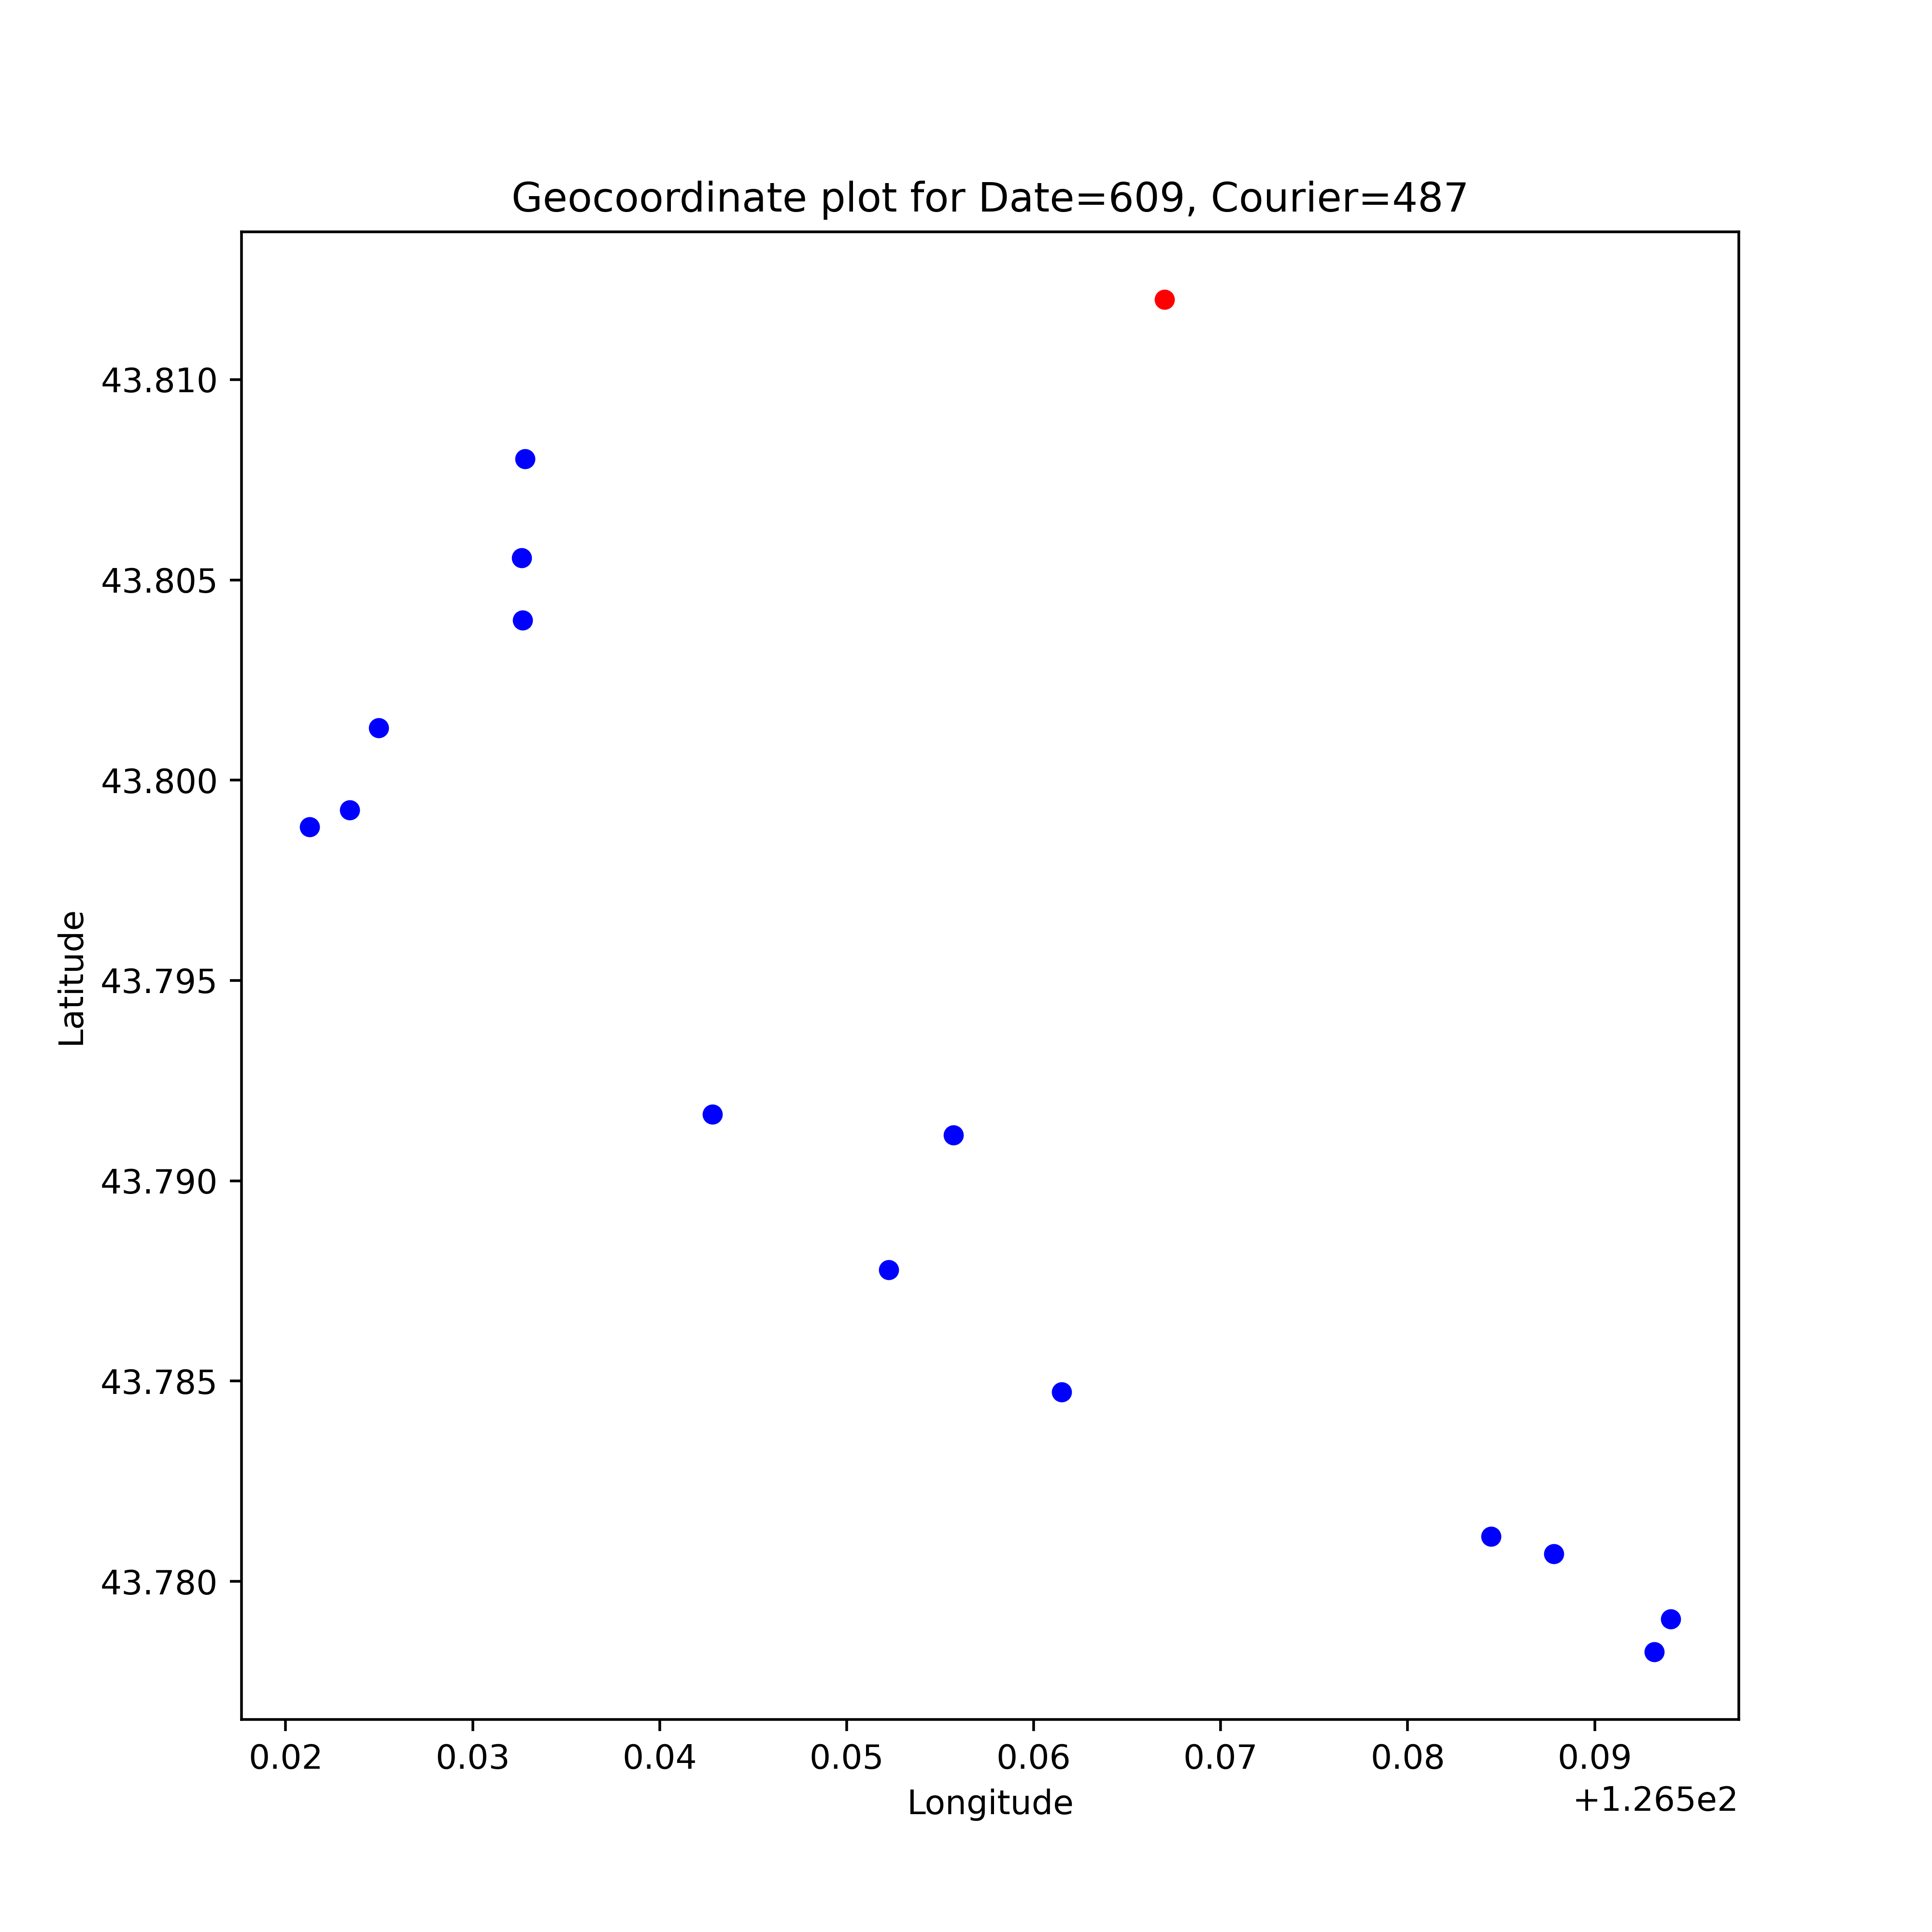 Geocoordinate plot for Date=609, Courier=487
Latitude
43.810
43.805
43.800
43.795
43.790
43.785
43.780
0.02 0.03 0.04 0.05 0.06 0.07 0.08 0.09
+1.265e2
Longitude